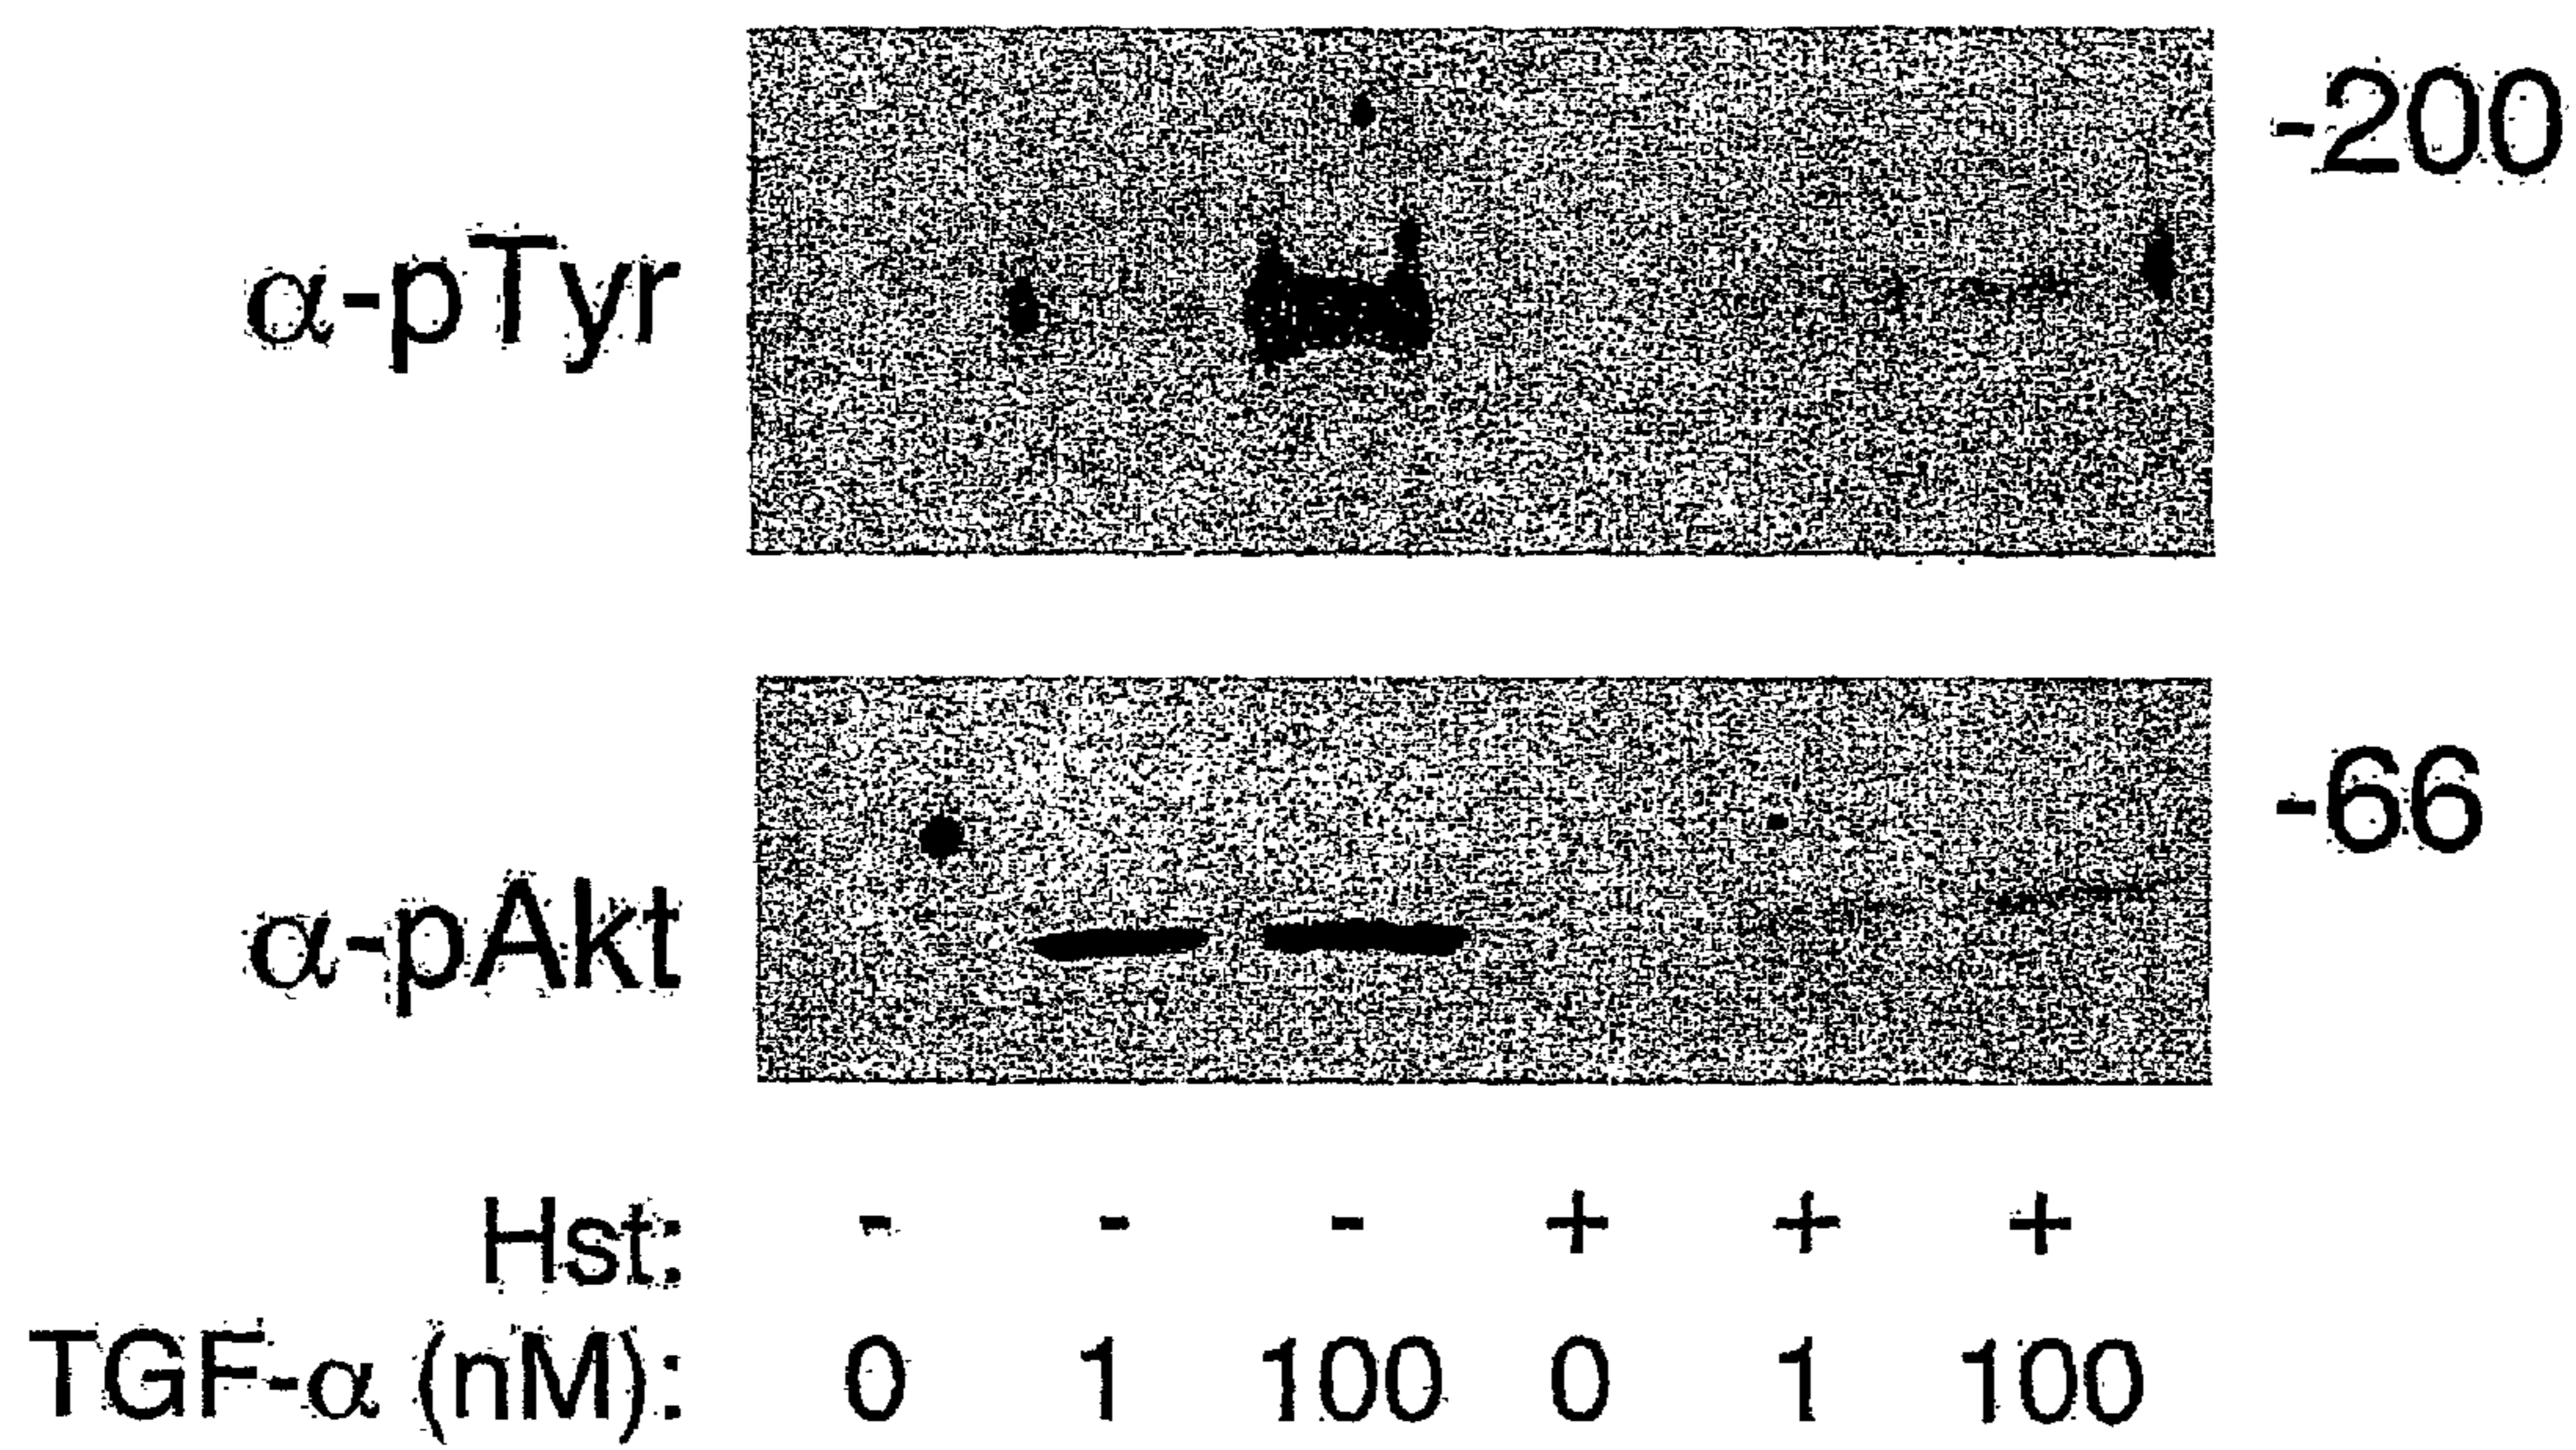 -200
α-pTyr
-66
α-pAkt
Hst: - - - + + +
TGF-α (nM): 0 1 100 0 1 100